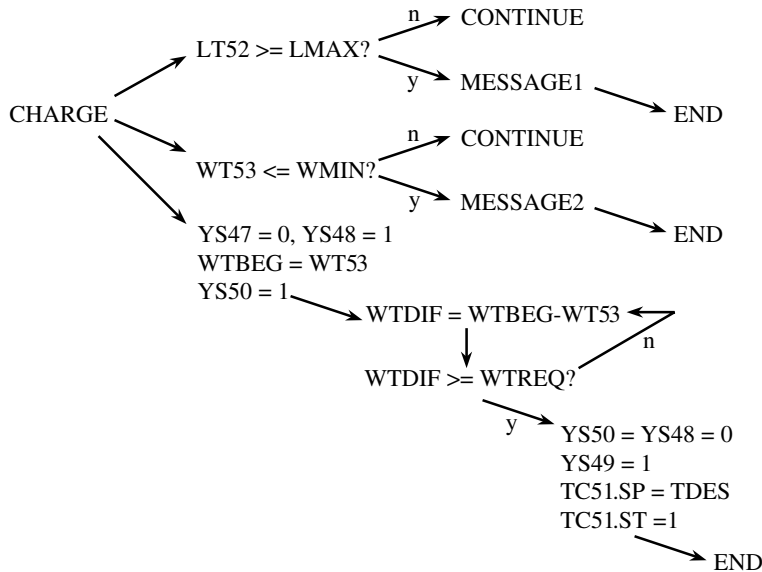 n
CONTINUE
LT52 >= LMAX?
y
MESSAGE1
CHARGE
END
n
CONTINUE
WT53 <= WMIN?
y
MESSAGE2
YS47 = 0, YS48 = 1
END
WTBEG = WT53
YS50 = 1
WTDIF = WTBEG-WT53
n
WTDIF >= WTREQ?
y
YS50 = YS48 = 0
YS49 = 1
TC51.SP = TDES
TC51.ST =1
END